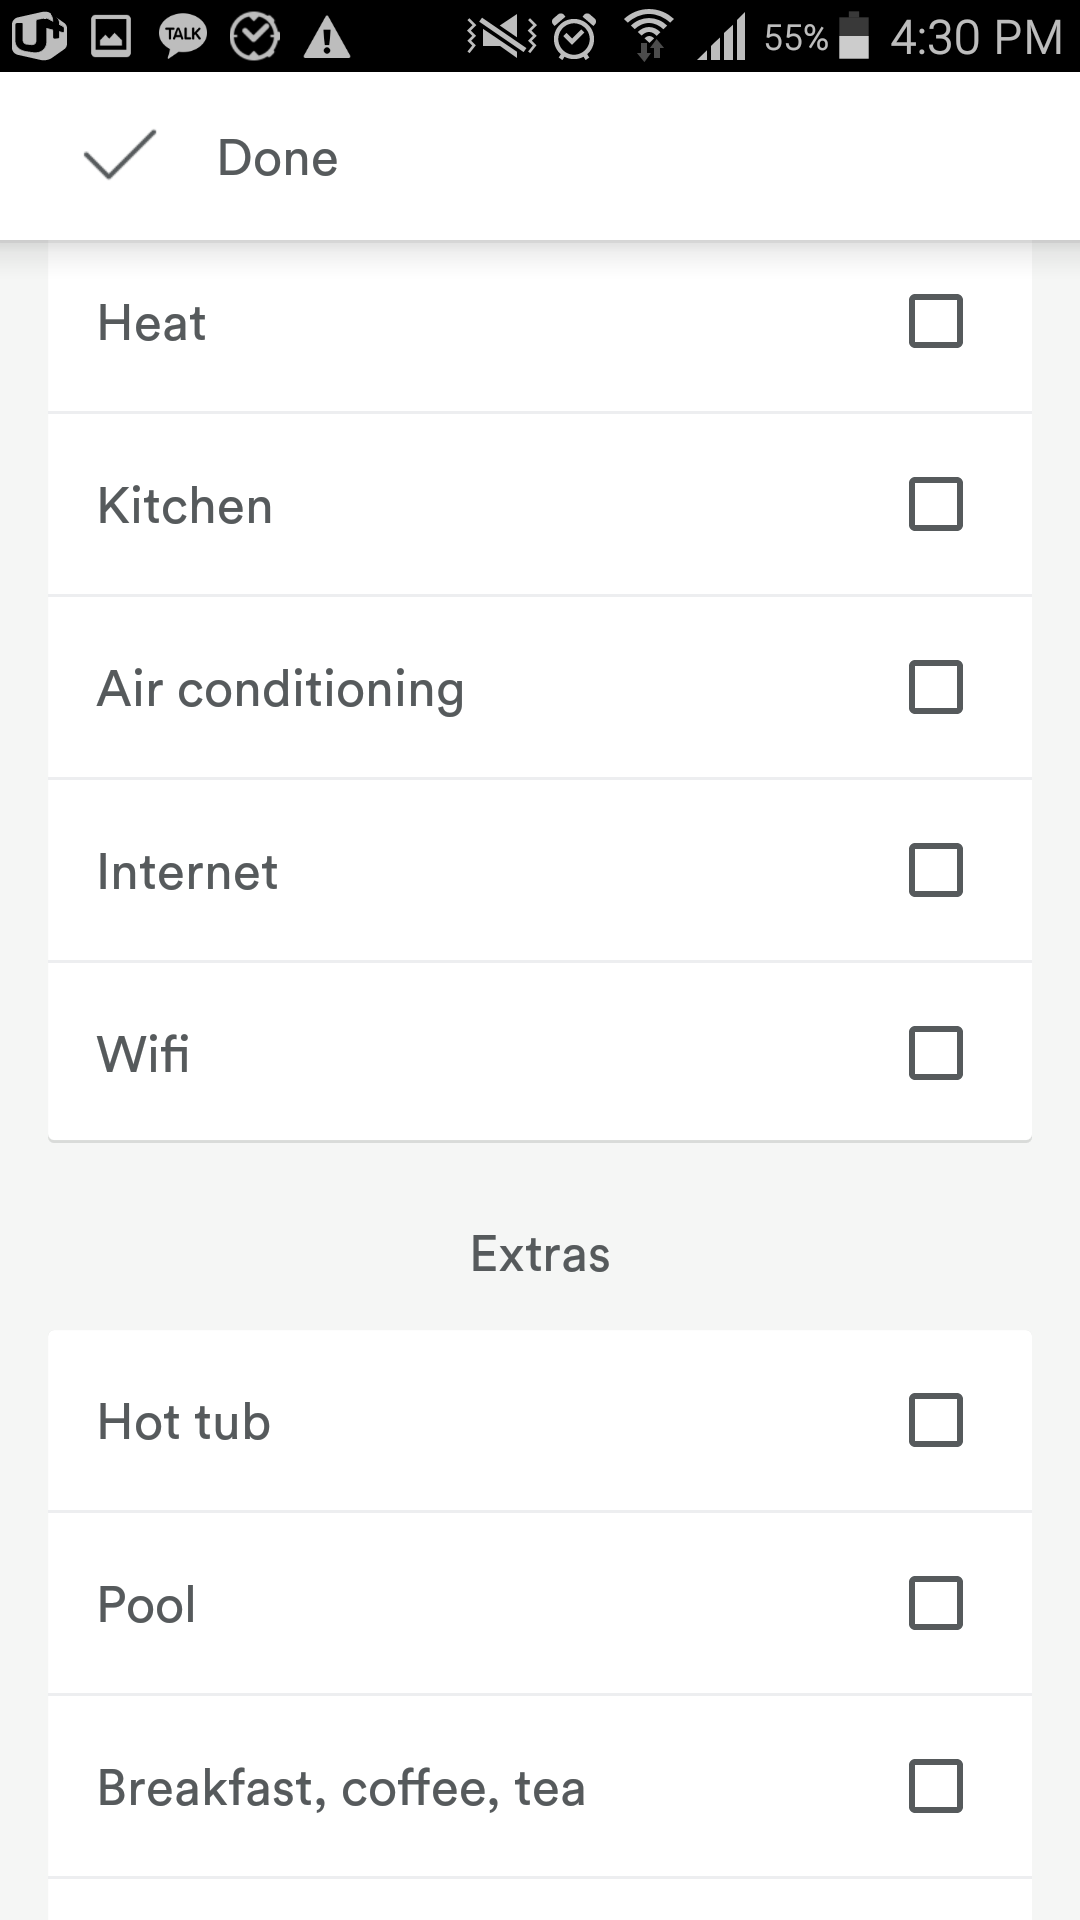 U+ TALK 55% 4:30 PM
Done
Heat
Kitchen
Air conditioning
Internet
Wifi
Extras
Hot tub
Pool
Breakfast, coffee, tea